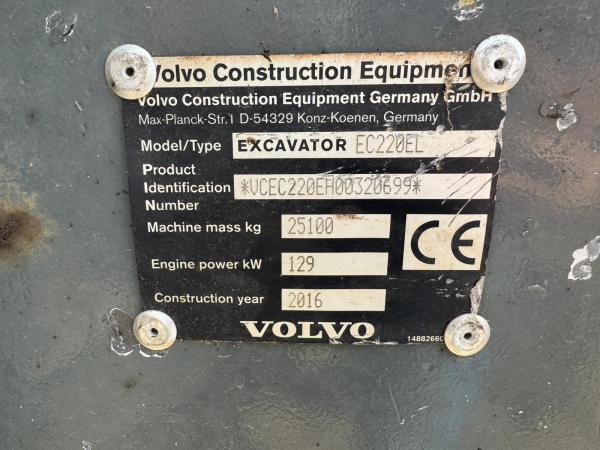 Volvo Construction Equipment
Volvo Construction Equipment Germany GmbH
Max-Planck-Str.1 D-54329 Konz-Koenen, Germany
Model/Type EXCAVATOR EC220EL
Product
Identification *VCEC220EH00320699*
Number
Machine mass kg 25100
CE
Engine power kW 129
Construction year 2016
VOLVO